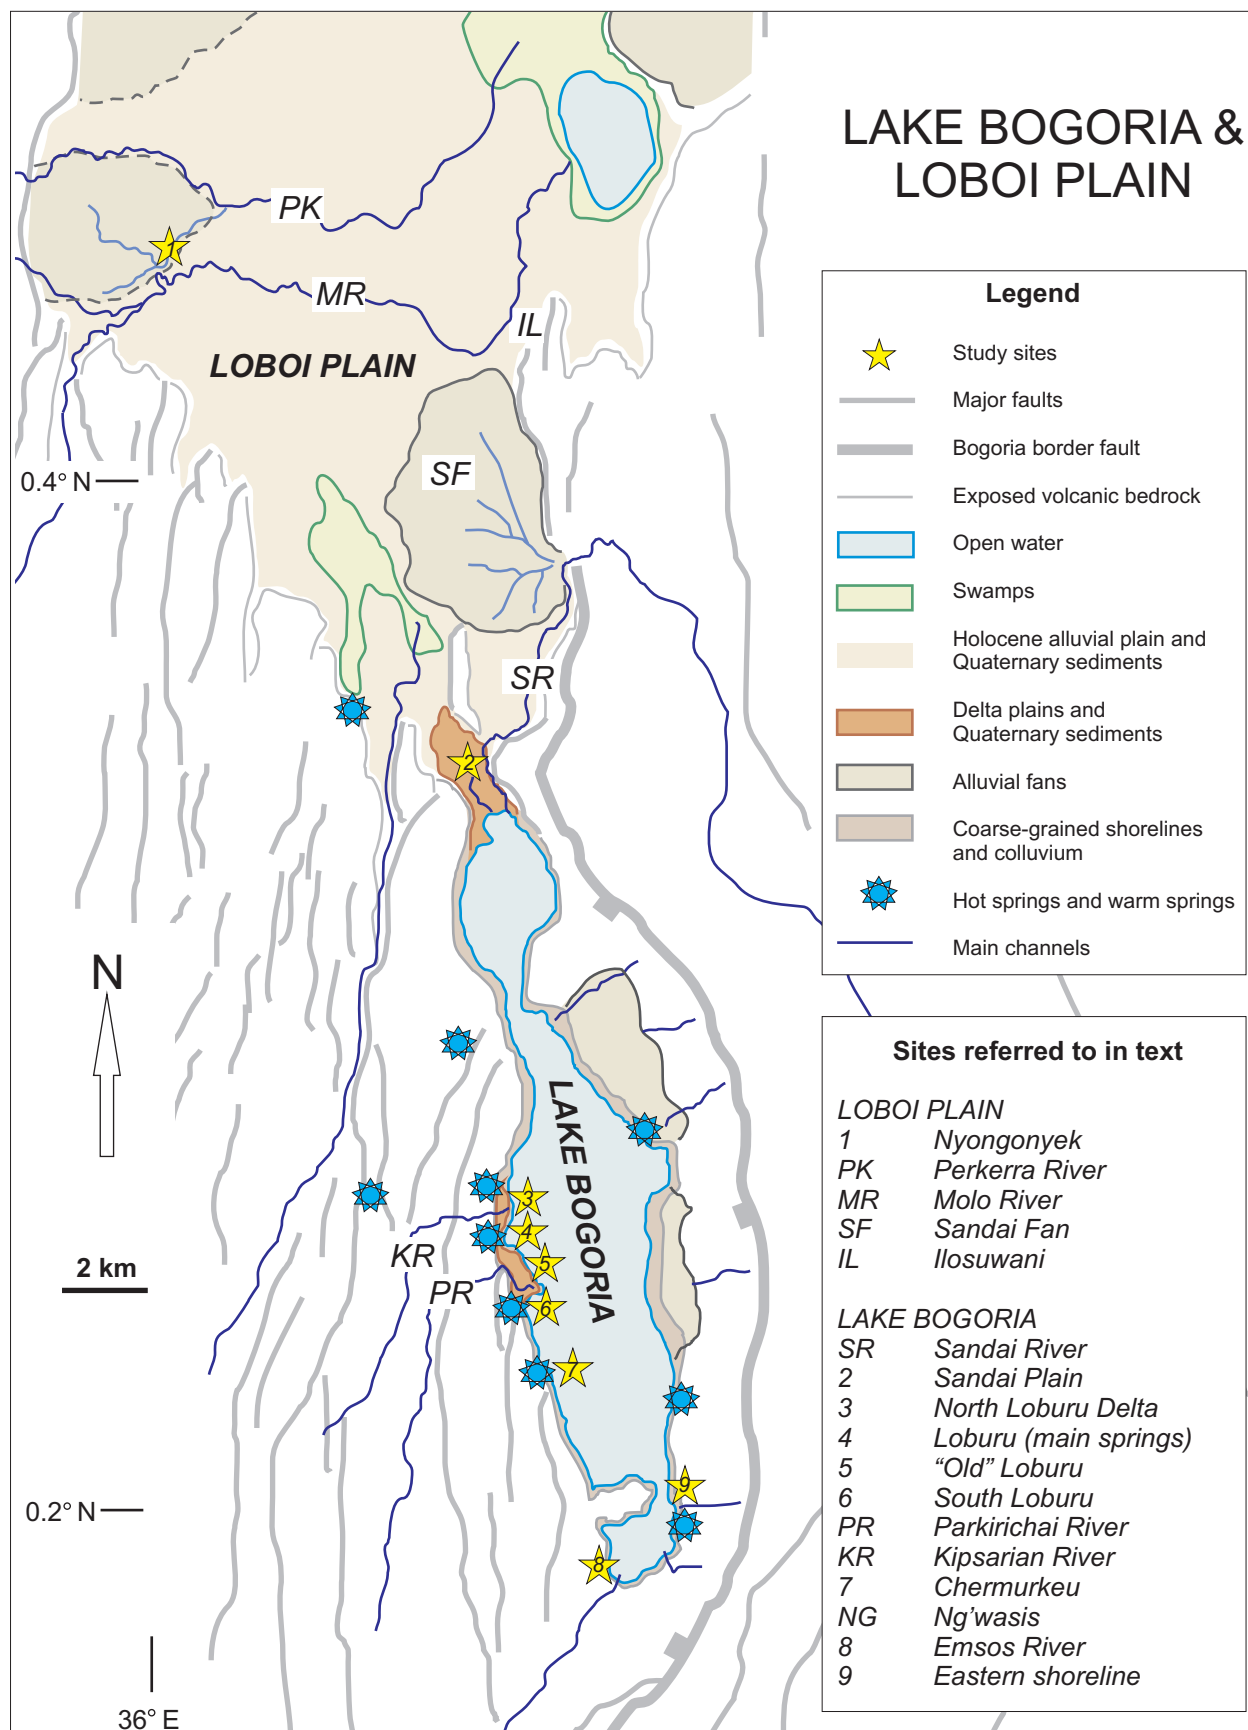 LAKE BOGORIA &
LOBOI PLAIN
PK
1
MR
IL
LOBOI PLAIN
SF
0.4° N
SR
2
N
LAKE BOGORIA
3
4
KR
5
2 km
PR
6
7
9
0.2° N
8
36° E
Legend
Study sites
Major faults
Bogoria border fault
Exposed volcanic bedrock
Open water
Swamps
Holocene alluvial plain and
Quaternary sediments
Delta plains and
Quaternary sediments
Alluvial fans
Coarse-grained shorelines
and colluvium
Hot springs and warm springs
Main channels
Sites referred to in text
LOBOI PLAIN
1 Nyongonyek
PK Perkerra River
MR Molo River
SF Sandai Fan
IL Ilosuwani
LAKE BOGORIA
SR Sandai River
2 Sandai Plain
3 North Loburu Delta
4 Loburu (main springs)
5 “Old” Loburu
6 South Loburu
PR Parkirichai River
KR Kipsarian River
7 Chermurkeu
NG Ng’wasis
8 Emsos River
9 Eastern shoreline